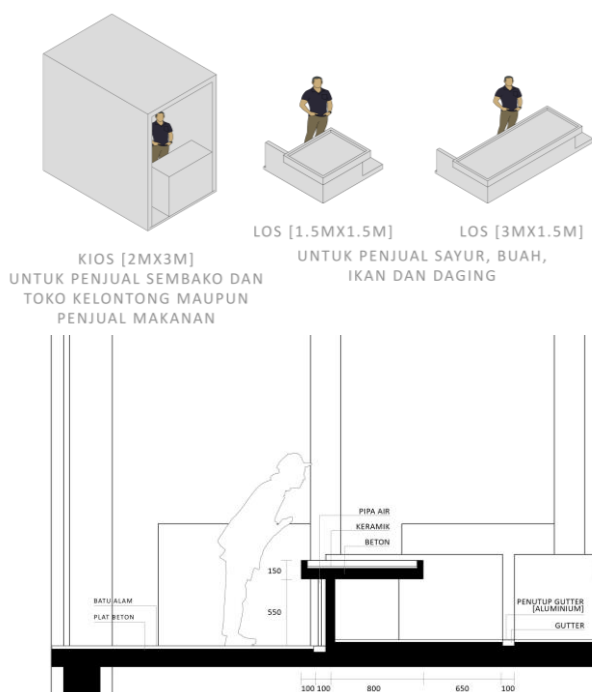 LOS [1.5MX1.5M]
LOS [3MX1.5M]
KIOS [2MX3M]
UNTUK PENJUAL SEMBAKO DAN
TOKO KELONTONG MAUPUN
PENJUAL MAKANAN
UNTUK PENJUAL SAYUR, BUAH,
IKAN DAN DAGING
PIPA AIR
KERAMIK
BETON
150
550
BATU ALAM
PLAT BETON
PENUTUP GUTTER
[ALUMINIUM]
GUTTER
100 100 800 650 100